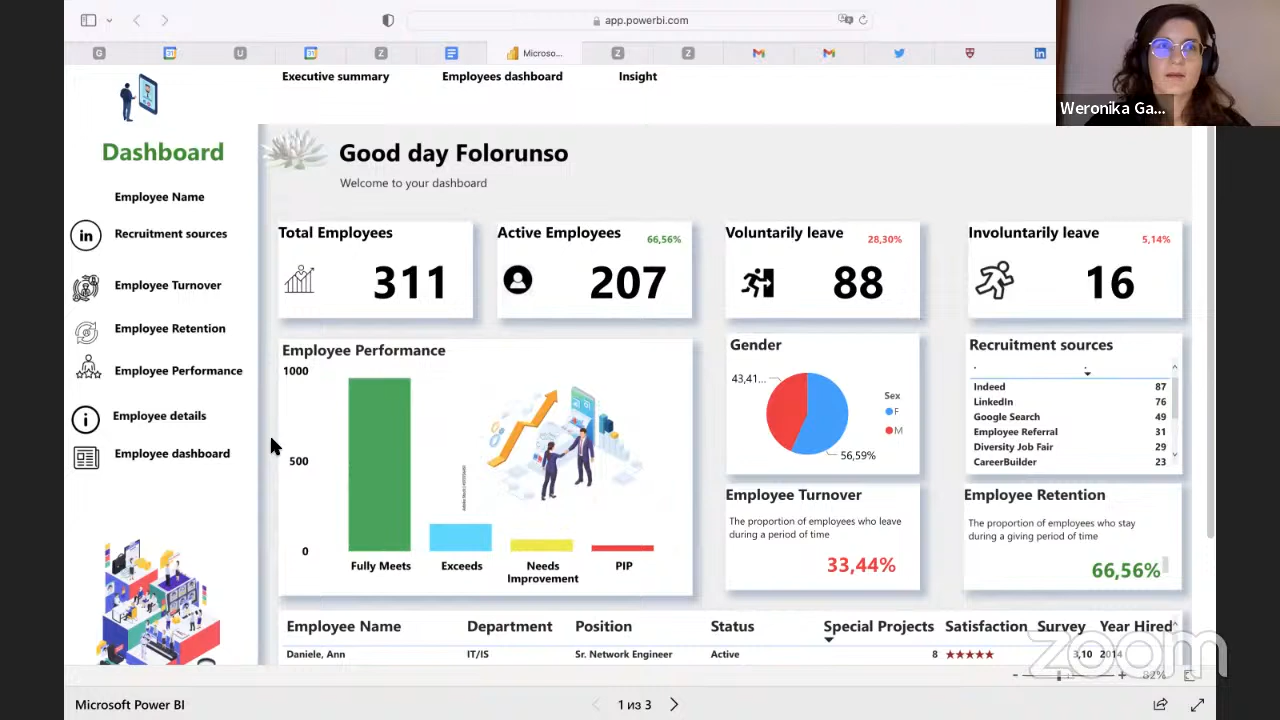 app.powerbi.com
Microso...
Executive summary
Employees dashboard
Insight
Weronika Ga...
Dashboard
Good day Folorunso
Welcome to your dashboard
Employee Name
Recruitment sources
Employee Turnover
Employee Retention
Employee Performance
Employee details
Employee dashboard
Total Employees
311
Active Employees
66,56%
207
Voluntarily leave
28,30%
88
Involuntarily leave
5,14%
16
Employee Performance
1000
500
0
Fully Meets
Exceeds
Needs
Improvement
PIP
Gender
43,41...
56,59%
Sex
F
M
Recruitment sources
Indeed 87
LinkedIn 76
Google Search 49
Employee Referral 31
Diversity Job Fair 29
CareerBuilder 23
Employee Turnover
The proportion of employees who leave
during a period of time
33,44%
Employee Retention
The proportion of employees who stay
during a giving period of time
66,56%
Employee Name Department Position Status Special Projects Satisfaction Survey Year Hired
Daniele, Ann IT/IS Sr. Network Engineer Active 8 ★★★★★ 3,10 2014
zoom
- + 82%
Microsoft Power BI
1 из 3